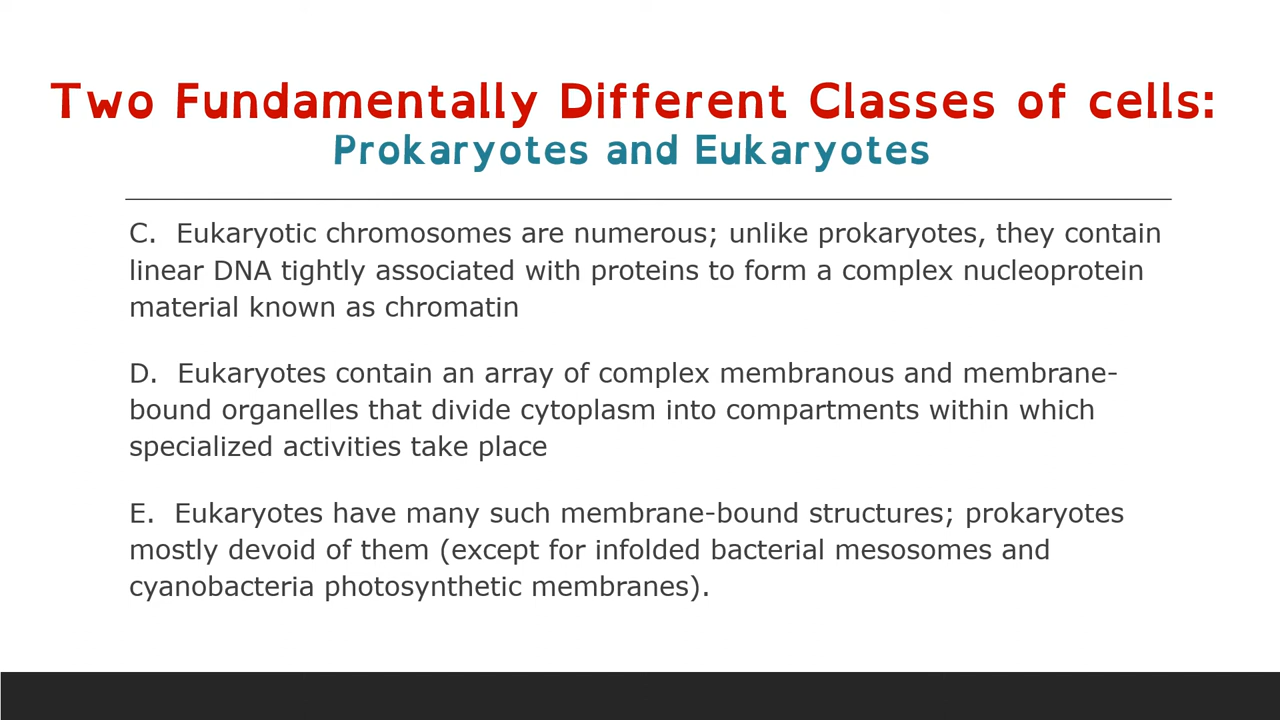 Two Fundamentally Different Classes of cells:
Prokaryotes and Eukaryotes
C.  Eukaryotic chromosomes are numerous; unlike prokaryotes, they contain
linear DNA tightly associated with proteins to form a complex nucleoprotein
material known as chromatin
D.  Eukaryotes contain an array of complex membranous and membrane-
bound organelles that divide cytoplasm into compartments within which
specialized activities take place
E.  Eukaryotes have many such membrane-bound structures; prokaryotes
mostly devoid of them (except for infolded bacterial mesosomes and
cyanobacteria photosynthetic membranes).